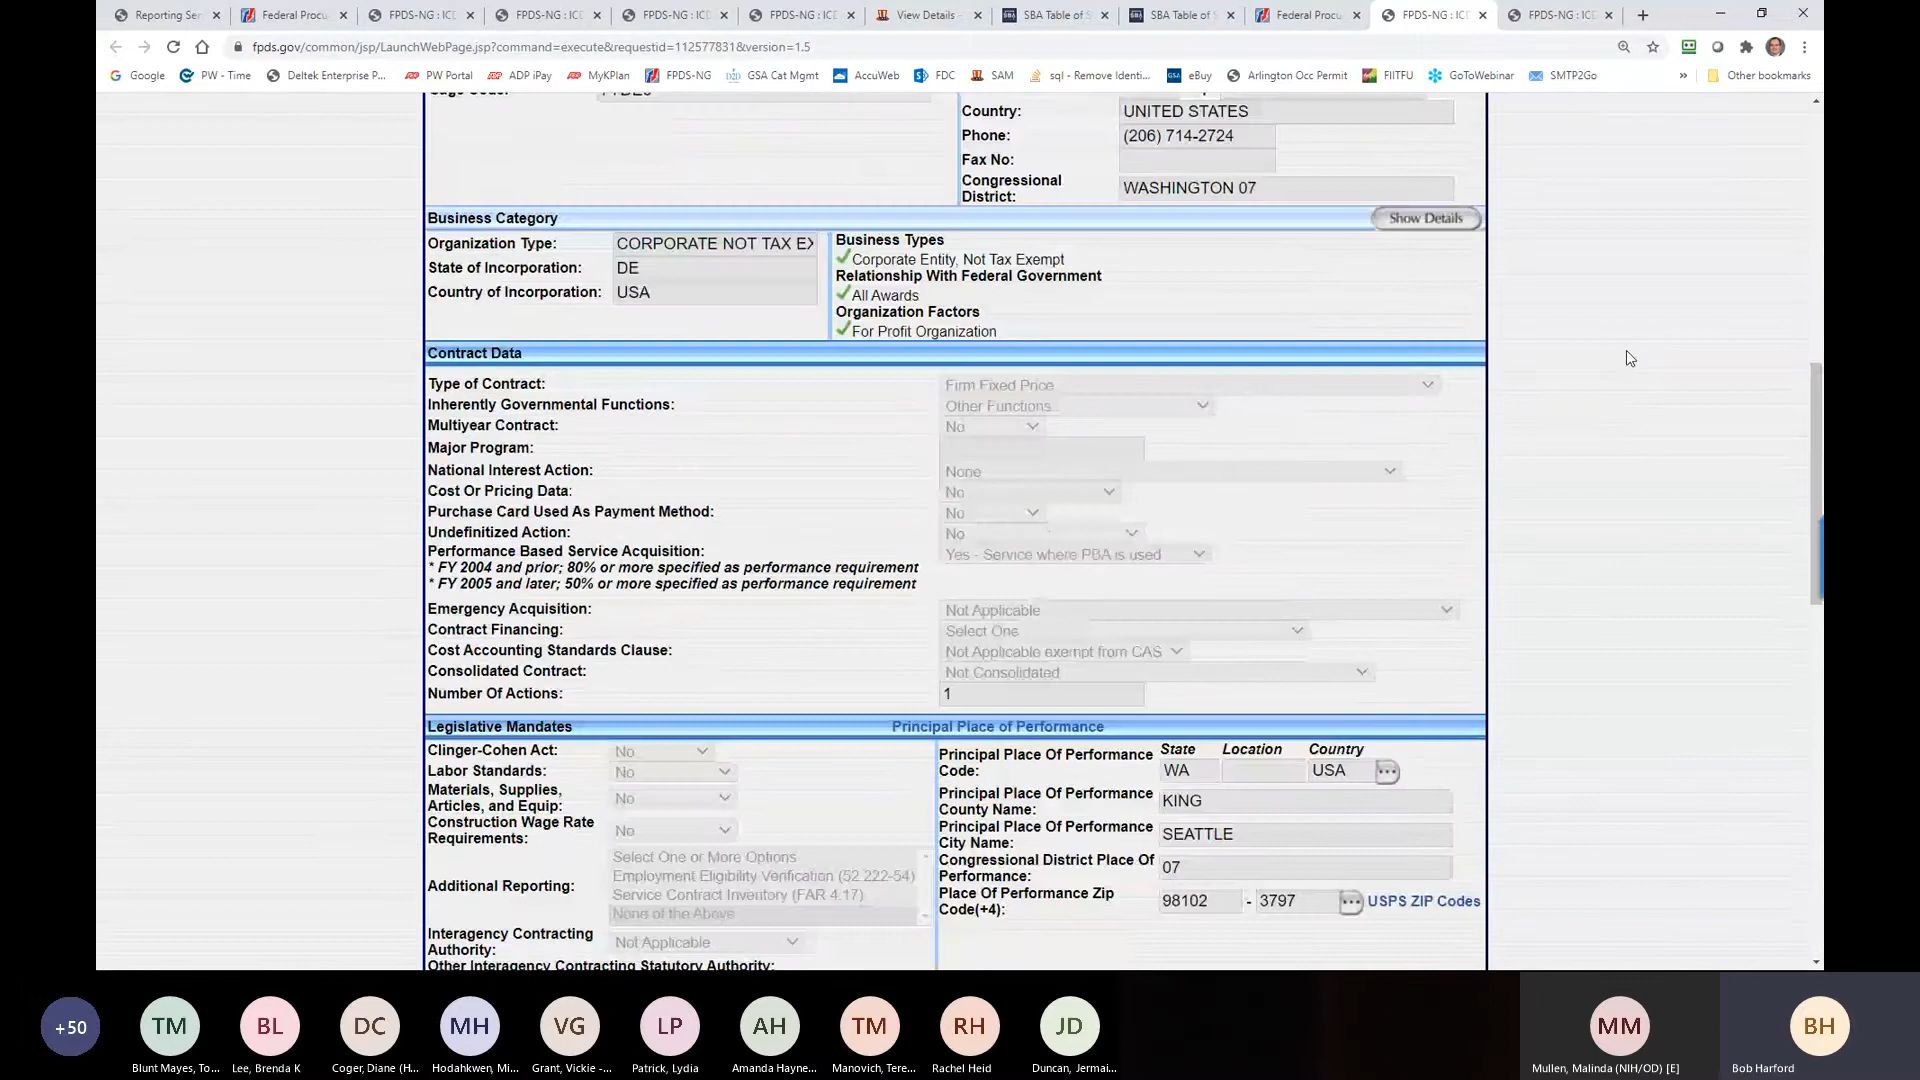 Reporting Ser
Federal Procu
FPDS-NG : ICD
FPDS-NG : ICD
FPDS-NG : ICD
FPDS-NG : ICD
View Details -
SBA Table of S
SBA Table of S
Federal Procu
FPDS-NG : ICD
FPDS-NG : ICD
fpds.gov/common/jsp/LaunchWebPage.jsp?command=execute&requestid=112577831&version=1.5
Google PW - Time Deltek Enterprise P... PW Portal ADP iPay MyKPlan FPDS-NG GSA Cat Mgmt AccuWeb FDC SAM sql - Remove Identi... eBuy Arlington Occ Permit FIITFU GoToWebinar SMTP2Go » Other bookmarks
Country: UNITED STATES
Phone: (206) 714-2724
Fax No:
Congressional District: WASHINGTON 07
Business Category Show Details
Organization Type: CORPORATE NOT TAX EX
State of Incorporation: DE
Country of Incorporation: USA
Business Types
Corporate Entity, Not Tax Exempt
Relationship With Federal Government
All Awards
Organization Factors
For Profit Organization
Contract Data
Type of Contract: Firm Fixed Price
Inherently Governmental Functions: Other Functions
Multiyear Contract: No
Major Program:
National Interest Action: None
Cost Or Pricing Data: No
Purchase Card Used As Payment Method: No
Undefinitized Action: No
Performance Based Service Acquisition: Yes - Service where PBA is used
* FY 2004 and prior; 80% or more specified as performance requirement
* FY 2005 and later; 50% or more specified as performance requirement
Emergency Acquisition: Not Applicable
Contract Financing: Select One
Cost Accounting Standards Clause: Not Applicable exempt from CAS
Consolidated Contract: Not Consolidated
Number Of Actions: 1
Legislative Mandates Principal Place of Performance
Clinger-Cohen Act: No
Labor Standards: No
Materials, Supplies,
Articles, and Equip: No
Construction Wage Rate
Requirements: No
Select One or More Options
Employment Eligibility Verification (52.222-54)
Additional Reporting: Service Contract Inventory (FAR 4.17)
None of the Above
Interagency Contracting
Authority: Not Applicable
Other Interagency Contracting Statutory Authority:
State Location Country
Principal Place Of Performance
Code: WA USA
Principal Place Of Performance
County Name: KING
Principal Place Of Performance
City Name: SEATTLE
Congressional District Place Of
Performance: 07
Place Of Performance Zip
Code(+4): 98102 - 3797 USPS ZIP Codes
+50 TM BL DC MH VG LP AH TM RH JD MM BH
Blunt Mayes, To... Lee, Brenda K Coger, Diane (H... Hodahkwen, Mi... Grant, Vickie -... Patrick, Lydia Amanda Hayne... Manovich, Tere... Rachel Heid Duncan, Jermai... Mullen, Malinda (NIH/OD) [E] Bob Harford